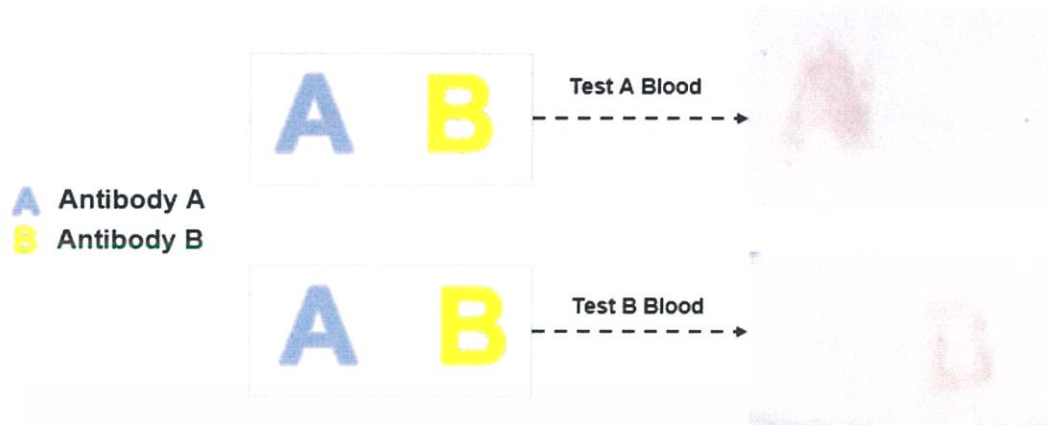 A B
Test A Blood
A
A Antibody A
B Antibody B
A B
Test B Blood